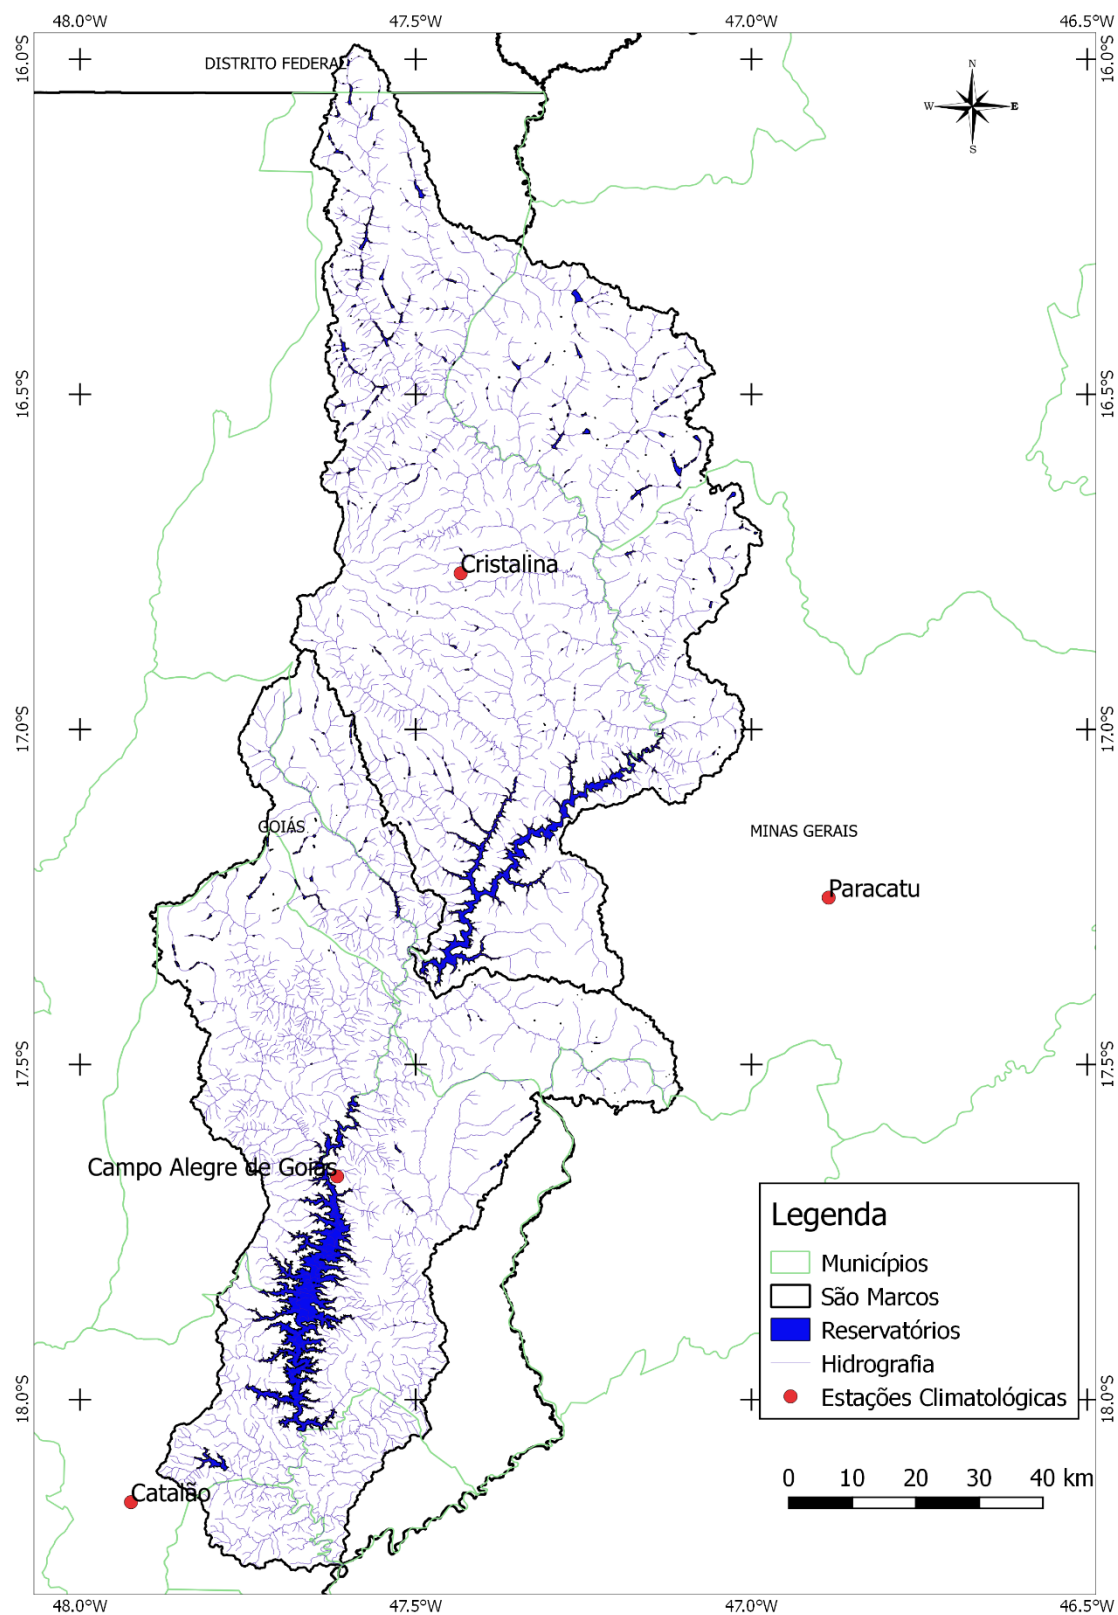 48.0°W 47.5°W 47.0°W 46.5°W
16.0°S 16.0°S
DISTRITO FEDERAL
N
W E
S
16.5°S 16.5°S
Cristalina
17.0°S 17.0°S
GOIÁS
MINAS GERAIS
Paracatu
17.5°S 17.5°S
Campo Alegre de Goiás
Legenda
Municípios
São Marcos
Reservatórios
Hidrografia
Estações Climatológicas
18.0°S 18.0°S
0 10 20 30 40 km
Catalão
48.0°W 47.5°W 47.0°W 46.5°W